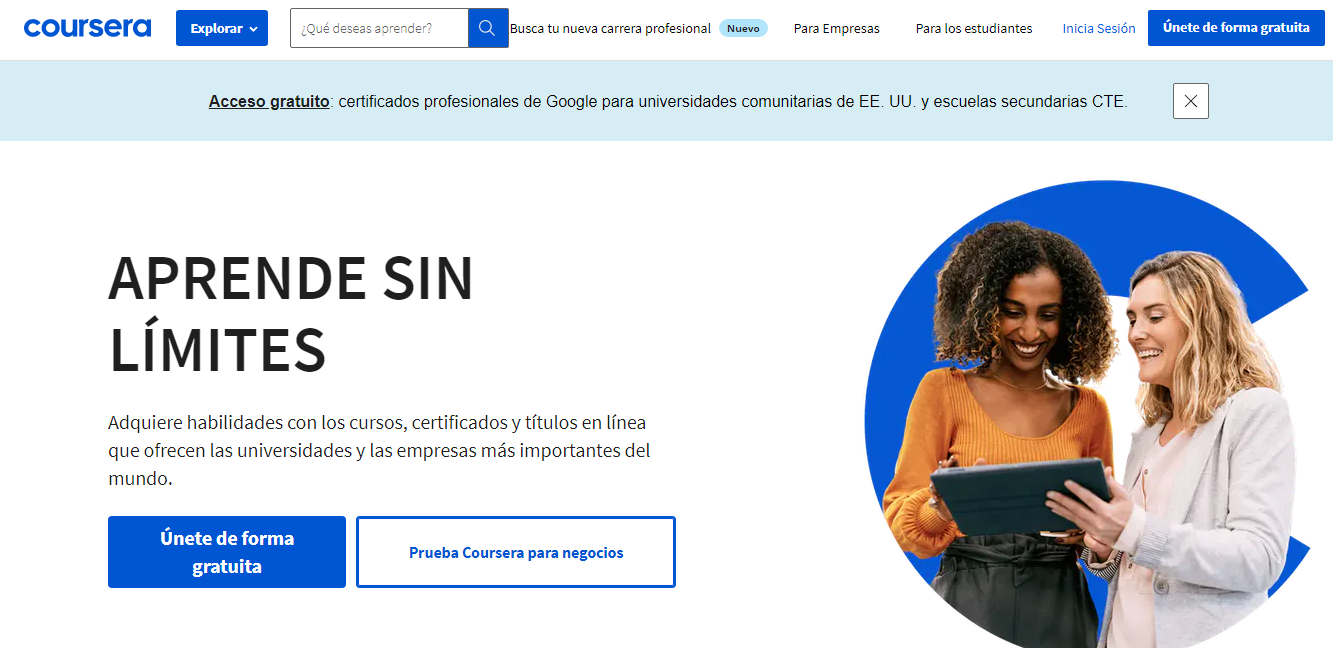 coursera
Explorar
¿Qué deseas aprender?
Busca tu nueva carrera profesional
Nuevo
Para Empresas
Para los estudiantes
Inicia Sesión
Únete de forma gratuita
Acceso gratuito: certificados profesionales de Google para universidades comunitarias de EE. UU. y escuelas secundarias CTE.
APRENDE SIN
LÍMITES
Adquiere habilidades con los cursos, certificados y títulos en línea
que ofrecen las universidades y las empresas más importantes del
mundo.
Únete de forma
gratuita
Prueba Coursera para negocios